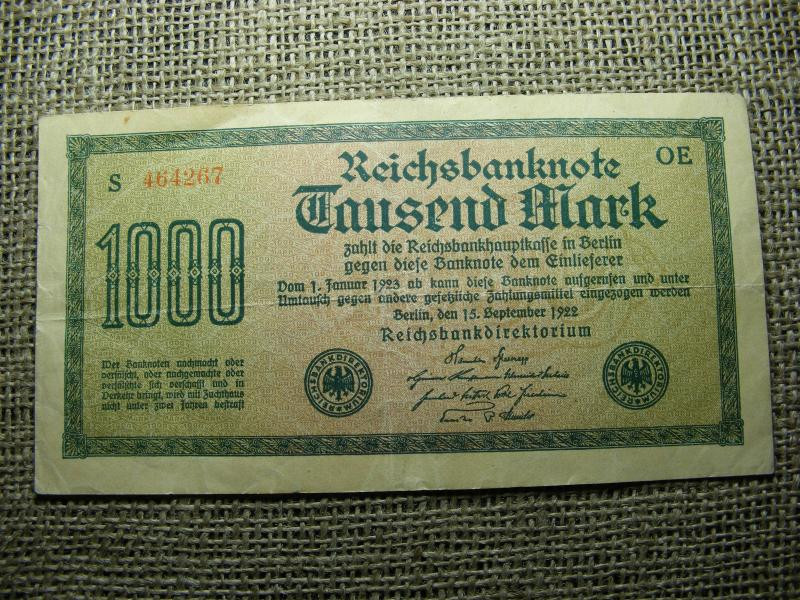 S 464267
OE
Reichsbanknote
Tausend Mark
zahlt die Reichsbankhauptkasse in Berlin
gegen diese Banknote dem Einlieferer
Vom 1. Januar 1923 ab kann diese Banknote aufgerufen und unter
Umtausch gegen andere gesetzliche Zahlungsmittel eingezogen werden
Berlin, den 15. September 1922
Reichsbankdirektorium
1000
Wer Banknoten nachmacht oder
verfälscht, oder nachgemachte oder
verfälschte sich verschafft und in
Verkehr bringt, wird mit Zuchthaus
nicht unter zwei Jahren bestraft
REICHSBANKDIREKTORIUM
REICHSBANKDIREKTORIUM